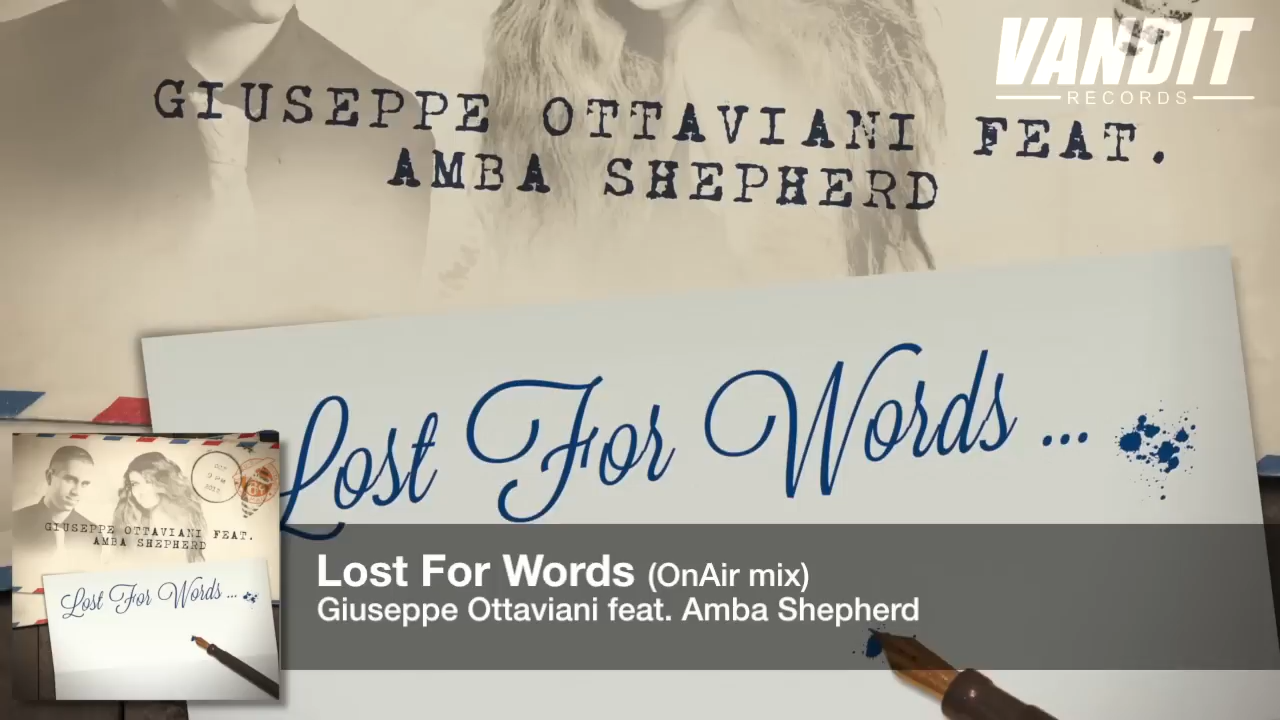 VANDIT
RECORDS
GIUSEPPE OTTAVIANI FEAT.
AMBA SHEPHERD
Lost For Words ...
GIUSEPPE OTTAVIANI FEAT.
AMBA SHEPHERD
Lost For Words ...
Lost For Words (OnAir mix)
Giuseppe Ottaviani feat. Amba Shepherd